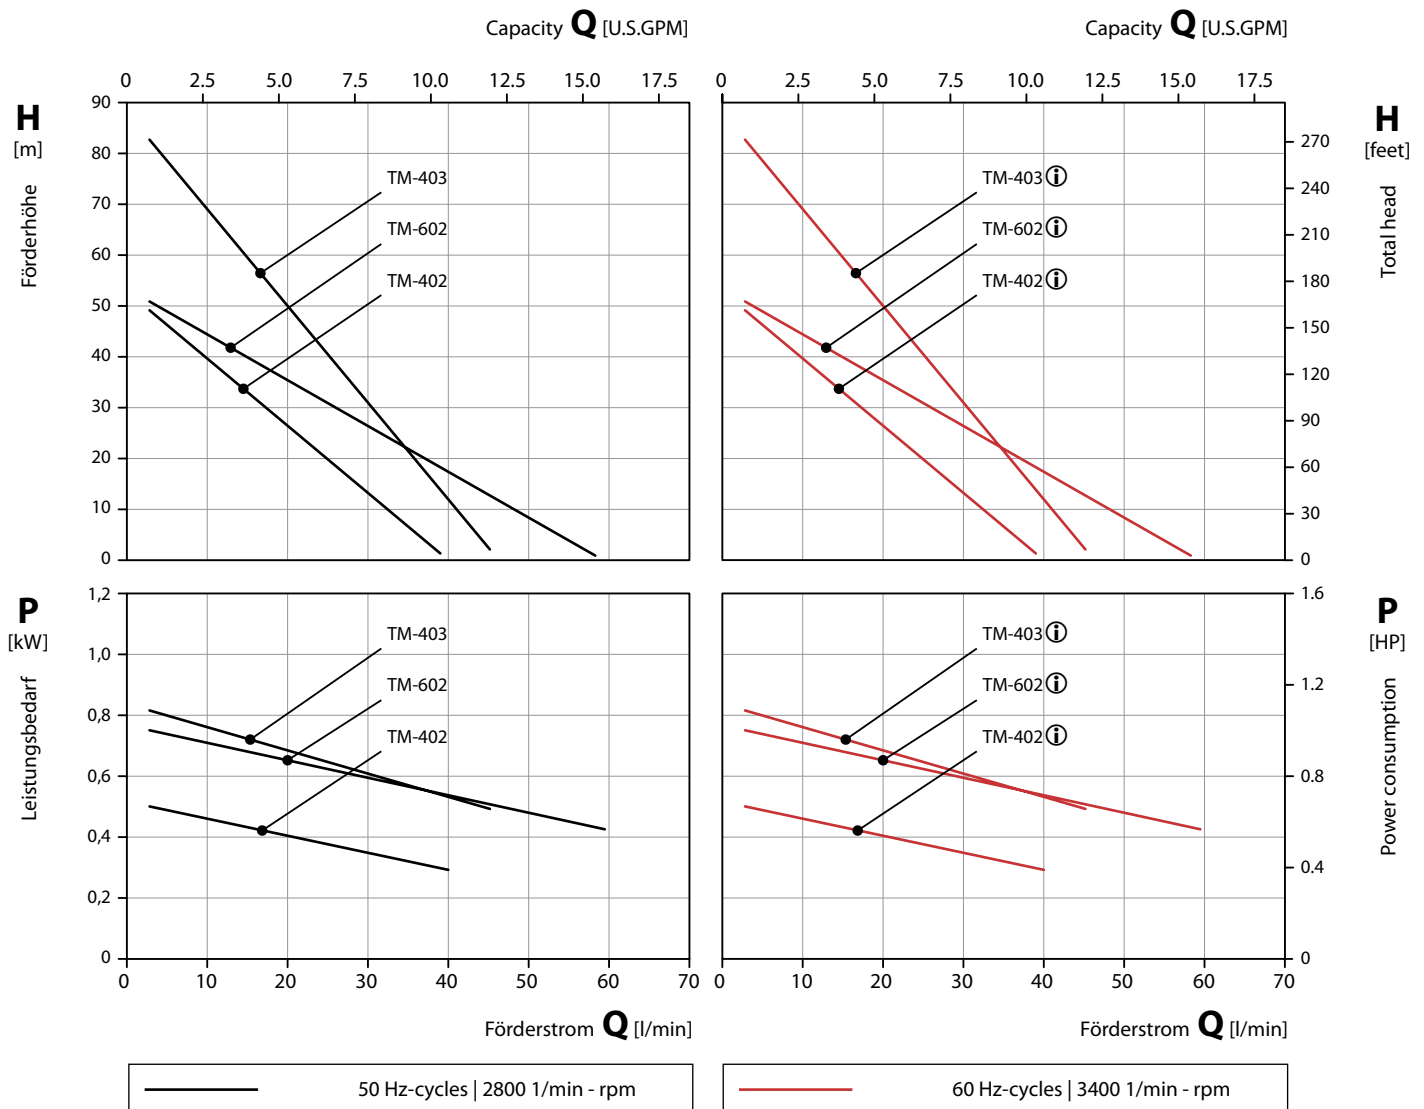 Capacity Q [U.S.GPM]
Capacity Q [U.S.GPM]
0 2.5 5.0 7.5 10.0 12.5 15.0 17.5
0 2.5 5.0 7.5 10.0 12.5 15.0 17.5
H
[m]
Förderhöhe
90
80
70
60
50
40
30
20
10
0
TM-403
TM-602
TM-402
TM-403 i
TM-602 i
TM-402 i
270
240
210
180
150
120
90
60
30
0
H
[feet]
Total head
P
[kW]
Leistungsbedarf
1,2
1,0
0,8
0,6
0,4
0,2
0
TM-403
TM-602
TM-402
TM-403 i
TM-602 i
TM-402 i
1.6
1.2
0.8
0.4
0
P
[HP]
Power consumption
0 10 20 30 40 50 60 70
0 10 20 30 40 50 60 70
Förderstrom Q [l/min]
Förderstrom Q [l/min]
50 Hz-cycles | 2800 1/min - rpm
60 Hz-cycles | 3400 1/min - rpm